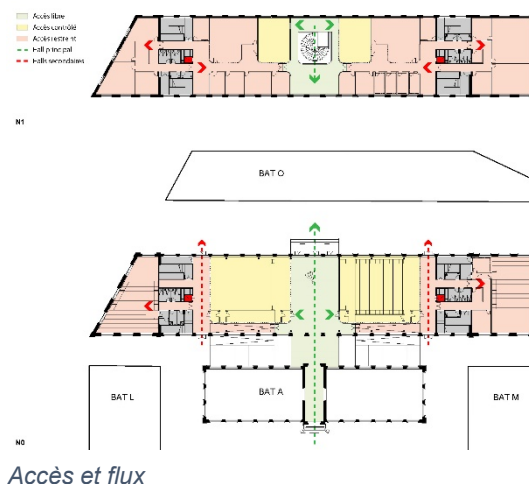 Accès libre
Accès contrôlé
Accès restreint
Hall principal
Halls secondaires
N1
BAT O
BAT L
BAT A
BAT M
N0
Accès et flux